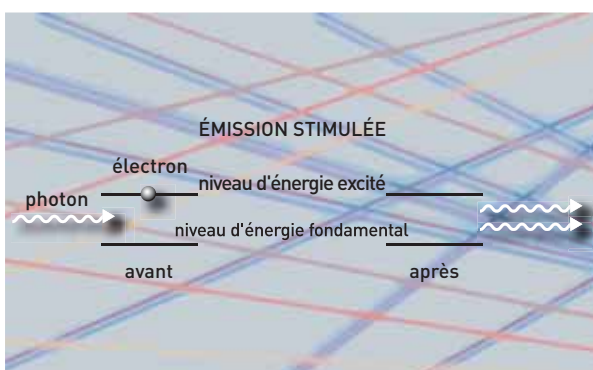 ÉMISSION STIMULÉE
électron
niveau d'énergie excité
photon
niveau d'énergie fondamental
avant
après